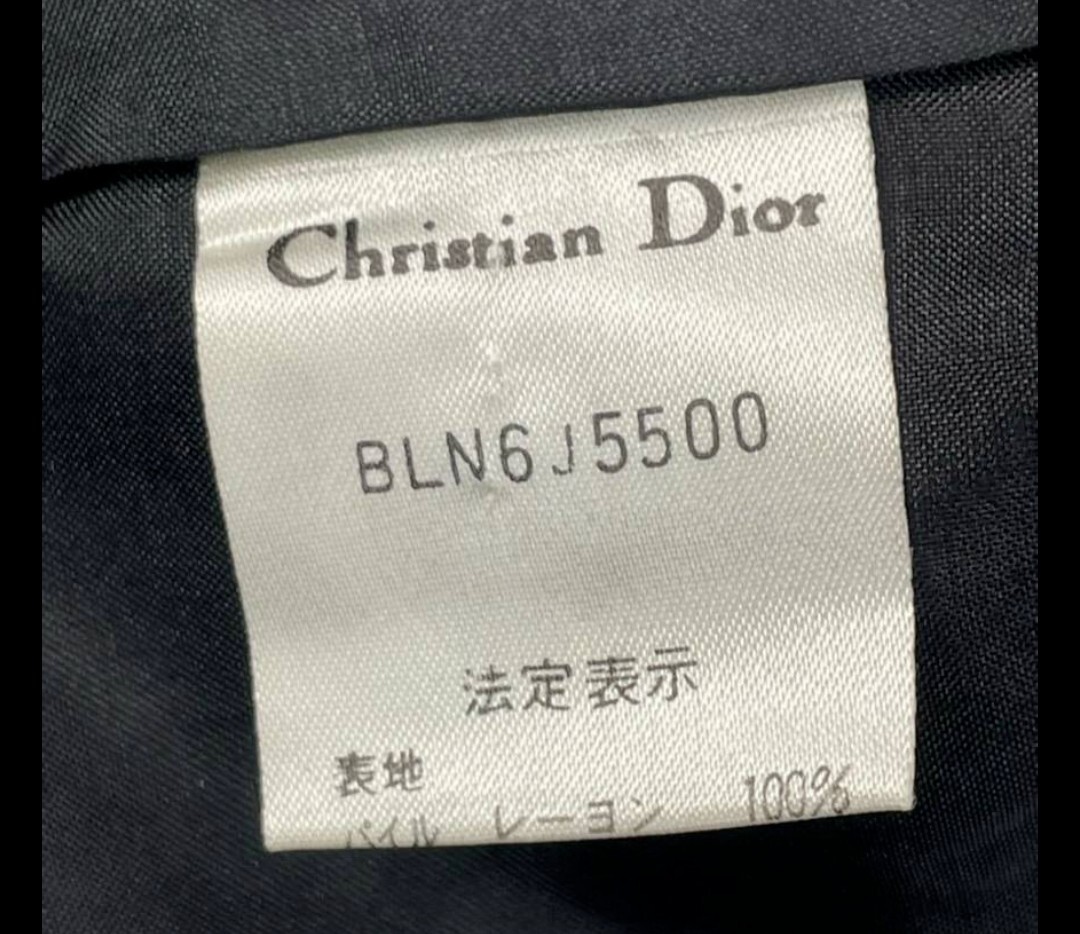 Christian Dior
BLN6J5500
法定表示
表地
パイル レーヨン 100%